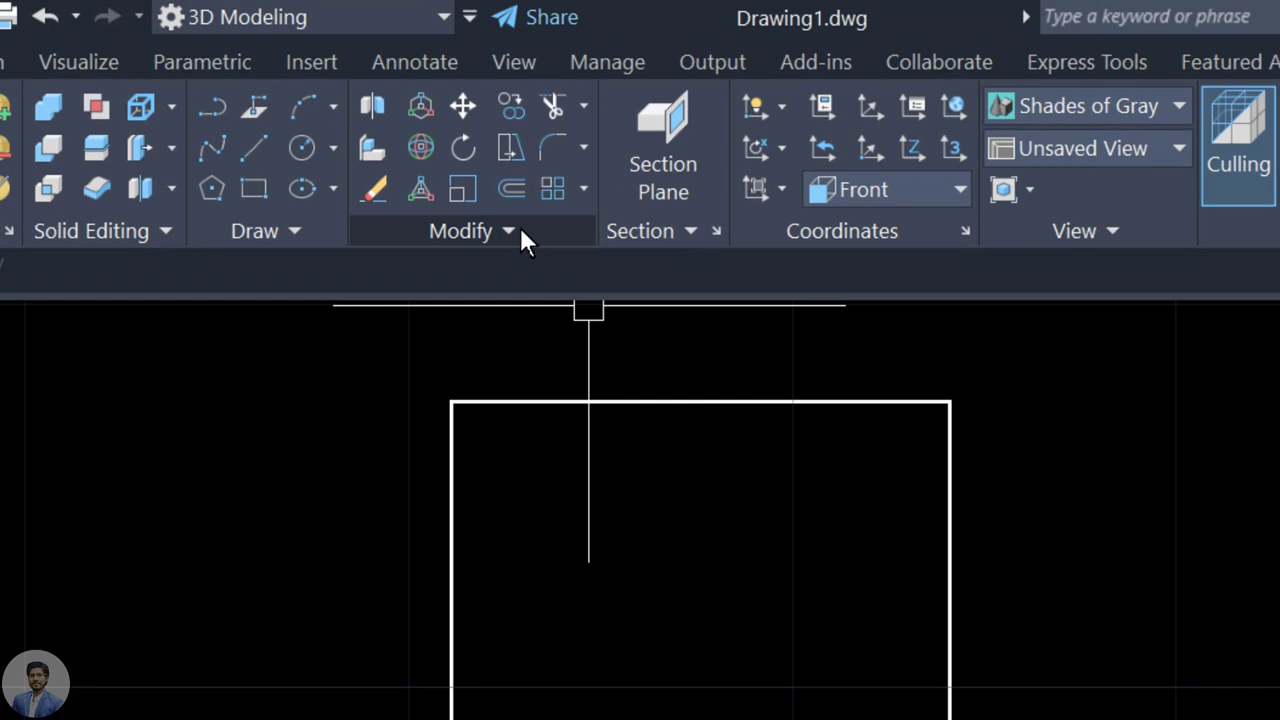 3D Modeling Share Drawing1.dwg Type a keyword or phrase
Visualize Parametric Insert Annotate View Manage Output Add-ins Collaborate Express Tools Featured A
Shades of Gray
Unsaved View
Front
Section
Plane
Culling
Solid Editing Draw Modify Section Coordinates View